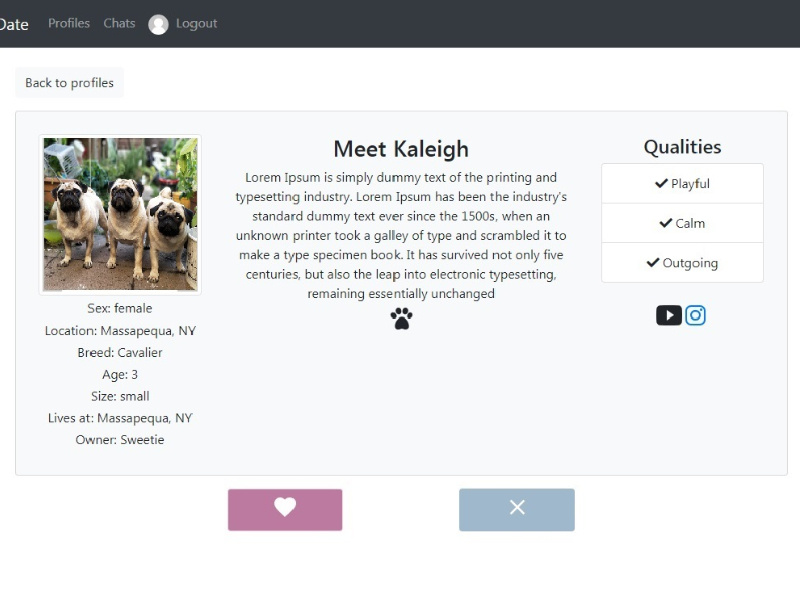 Date Profiles Chats Logout
Back to profiles
Meet Kaleigh
Lorem Ipsum is simply dummy text of the printing and
typesetting industry. Lorem Ipsum has been the industry's
standard dummy text ever since the 1500s, when an
unknown printer took a galley of type and scrambled it to
make a type specimen book. It has survived not only five
centuries, but also the leap into electronic typesetting,
remaining essentially unchanged
Sex: female
Location: Massapequa, NY
Breed: Cavalier
Age: 3
Size: small
Lives at: Massapequa, NY
Owner: Sweetie
Qualities
Playful
Calm
Outgoing